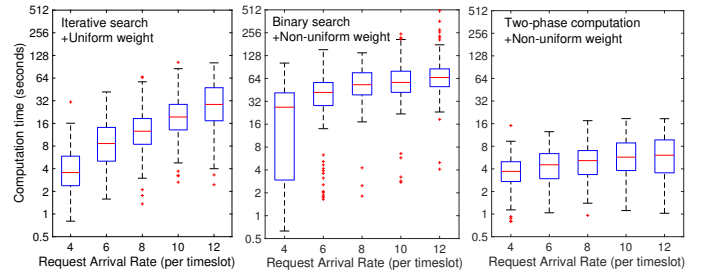 Computation time (seconds)
512
256
128
64
32
16
8
4
2
1
0.5
Iterative search
+Uniform weight
4 6 8 10 12
Request Arrival Rate (per timeslot)
512
256
128
64
32
16
8
4
2
1
0.5
Binary search
+Non-uniform weight
4 6 8 10 12
Request Arrival Rate (per timeslot)
512
256
128
64
32
16
8
4
2
1
0.5
Two-phase computation
+Non-uniform weight
4 6 8 10 12
Request Arrival Rate (per timeslot)